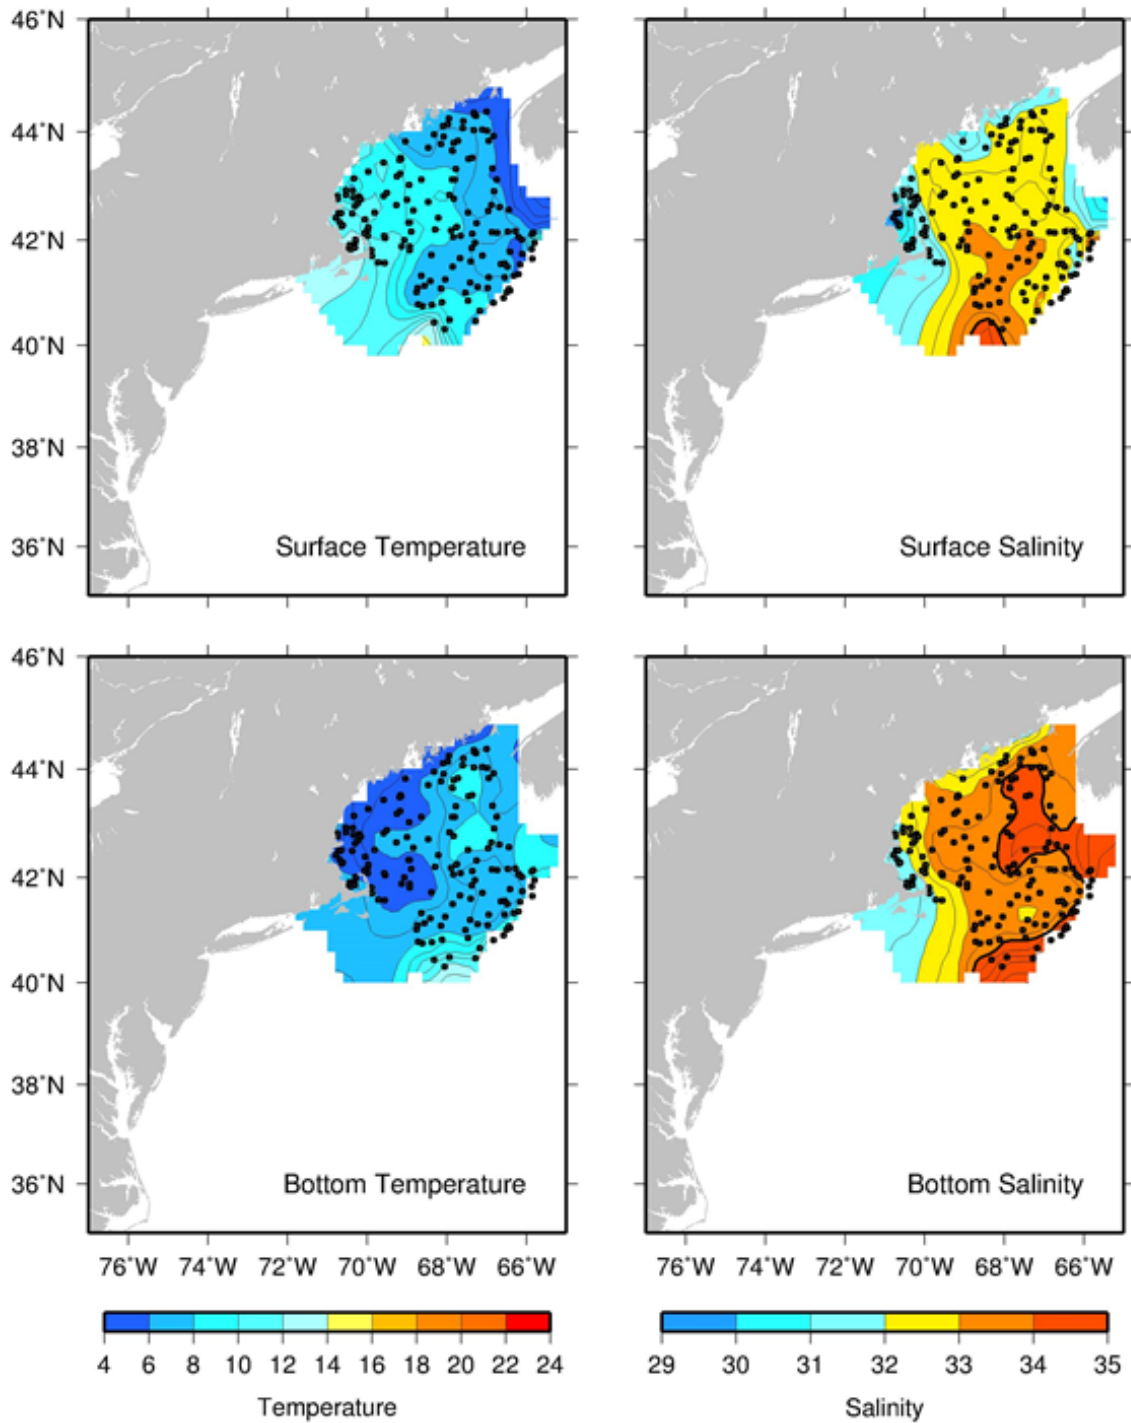 46°N
44°N
42°N
40°N
38°N
36°N
Surface Temperature
Surface Salinity
46°N
44°N
42°N
40°N
38°N
36°N
Bottom Temperature
Bottom Salinity
76°W 74°W 72°W 70°W 68°W 66°W
76°W 74°W 72°W 70°W 68°W 66°W
4 6 8 10 12 14 16 18 20 22 24
Temperature
29 30 31 32 33 34 35
Salinity